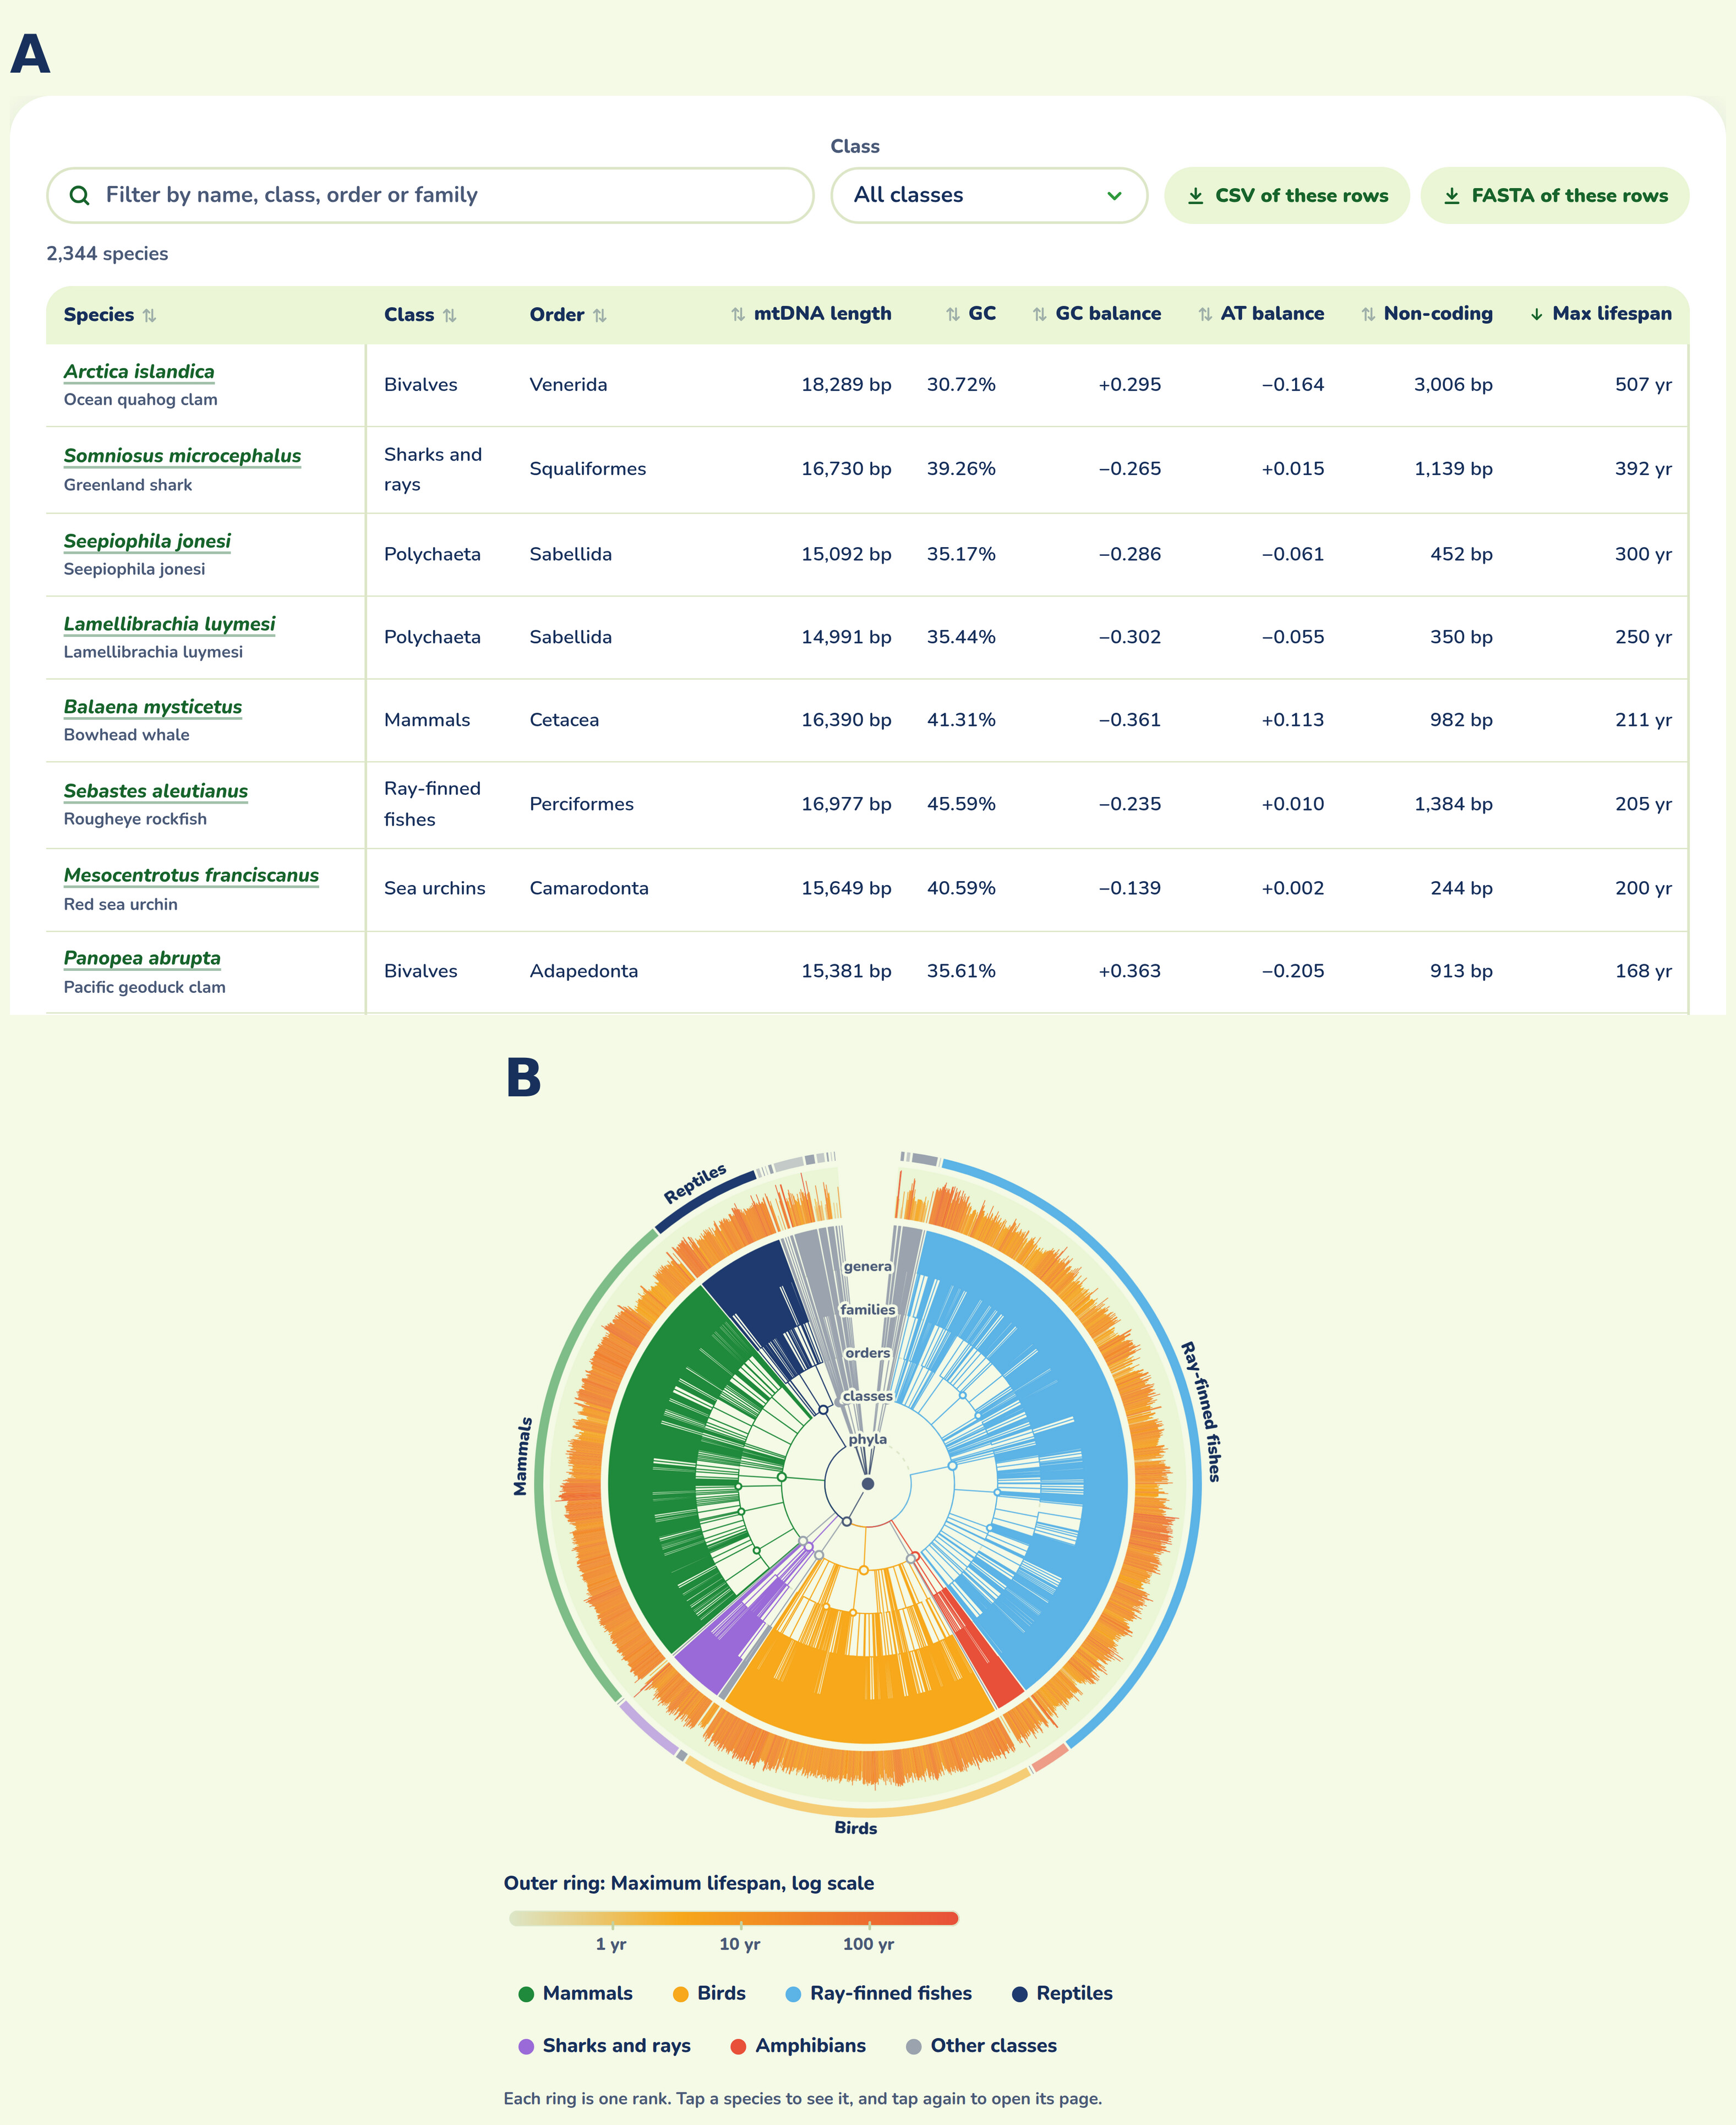 A
Class
Filter by name, class, order or family
All classes
CSV of these rows
FASTA of these rows
2,344 species
Species Class Order mtDNA length GC GC balance AT balance Non-coding Max lifespan
Arctica islandica
Ocean quahog clam
Bivalves Venerida 18,289 bp 30.72% +0.295 −0.164 3,006 bp 507 yr
Somniosus microcephalus
Greenland shark
Sharks and
rays
Squaliformes 16,730 bp 39.26% −0.265 +0.015 1,139 bp 392 yr
Seepiophila jonesi
Seepiophila jonesi
Polychaeta Sabellida 15,092 bp 35.17% −0.286 −0.061 452 bp 300 yr
Lamellibrachia luymesi
Lamellibrachia luymesi
Polychaeta Sabellida 14,991 bp 35.44% −0.302 −0.055 350 bp 250 yr
Balaena mysticetus
Bowhead whale
Mammals Cetacea 16,390 bp 41.31% −0.361 +0.113 982 bp 211 yr
Sebastes aleutianus
Rougheye rockfish
Ray-finned
fishes
Perciformes 16,977 bp 45.59% −0.235 +0.010 1,384 bp 205 yr
Mesocentrotus franciscanus
Red sea urchin
Sea urchins Camarodonta 15,649 bp 40.59% −0.139 +0.002 244 bp 200 yr
Panopea abrupta
Pacific geoduck clam
Bivalves Adapedonta 15,381 bp 35.61% +0.363 −0.205 913 bp 168 yr
B
Reptiles
genera
families
orders
classes
phyla
Ray-finned fishes
Mammals
Birds
Outer ring: Maximum lifespan, log scale
1 yr 10 yr 100 yr
Mammals Birds Ray-finned fishes Reptiles
Sharks and rays Amphibians Other classes
Each ring is one rank. Tap a species to see it, and tap again to open its page.